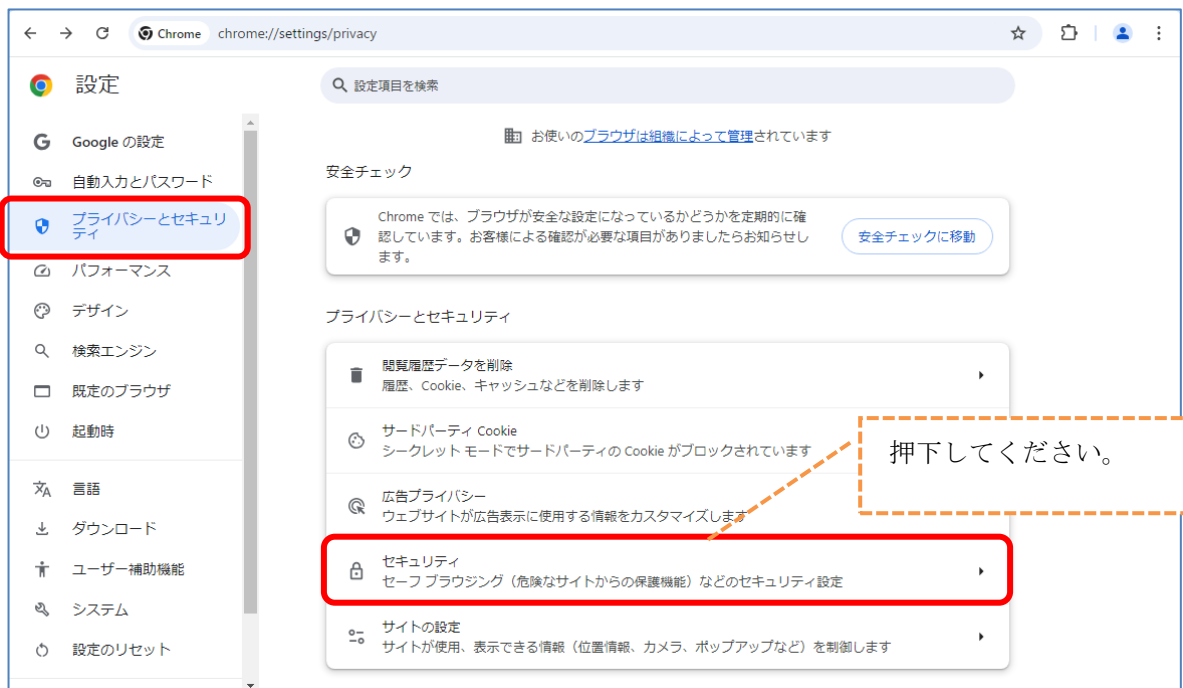 Chrome chrome://settings/privacy
設定
設定項目を検索
Google の設定
自動入力とパスワード
プライバシーとセキュリ
ティ
パフォーマンス
デザイン
検索エンジン
既定のブラウザ
起動時
言語
ダウンロード
ユーザー補助機能
システム
設定のリセット
お使いのブラウザは組織によって管理されています
安全チェック
Chrome では、ブラウザが安全な設定になっているかどうかを定期的に確
認しています。お客様による確認が必要な項目がありましたらお知らせし
ます。
安全チェックに移動
プライバシーとセキュリティ
閲覧履歴データを削除
履歴、Cookie、キャッシュなどを削除します
サードパーティ Cookie
シークレット モードでサードパーティの Cookie がブロックされています
広告プライバシー
ウェブサイトが広告表示に使用する情報をカスタマイズします
押下してください。
セキュリティ
セーフ ブラウジング（危険なサイトからの保護機能）などのセキュリティ設定
サイトの設定
サイトが使用、表示できる情報（位置情報、カメラ、ポップアップなど）を制御します